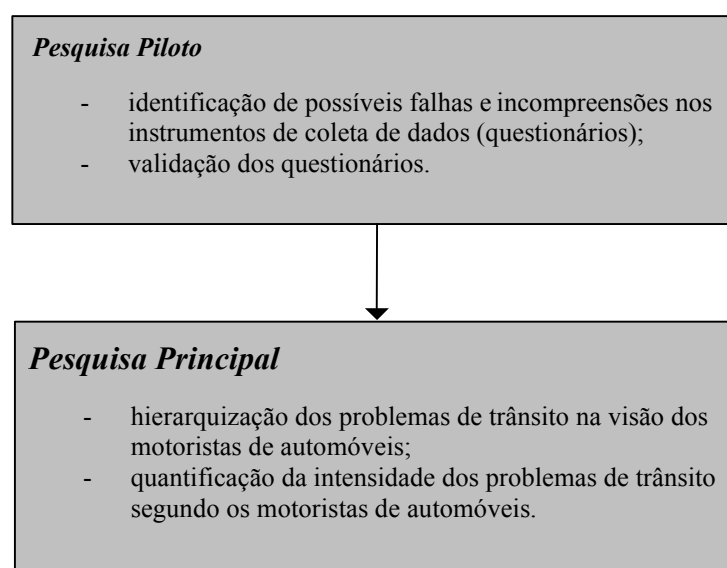 Pesquisa Piloto
- identificação de possíveis falhas e incompreensões nos
instrumentos de coleta de dados (questionários);
- validação dos questionários.
Pesquisa Principal
- hierarquização dos problemas de trânsito na visão dos
motoristas de automóveis;
- quantificação da intensidade dos problemas de trânsito
segundo os motoristas de automóveis.